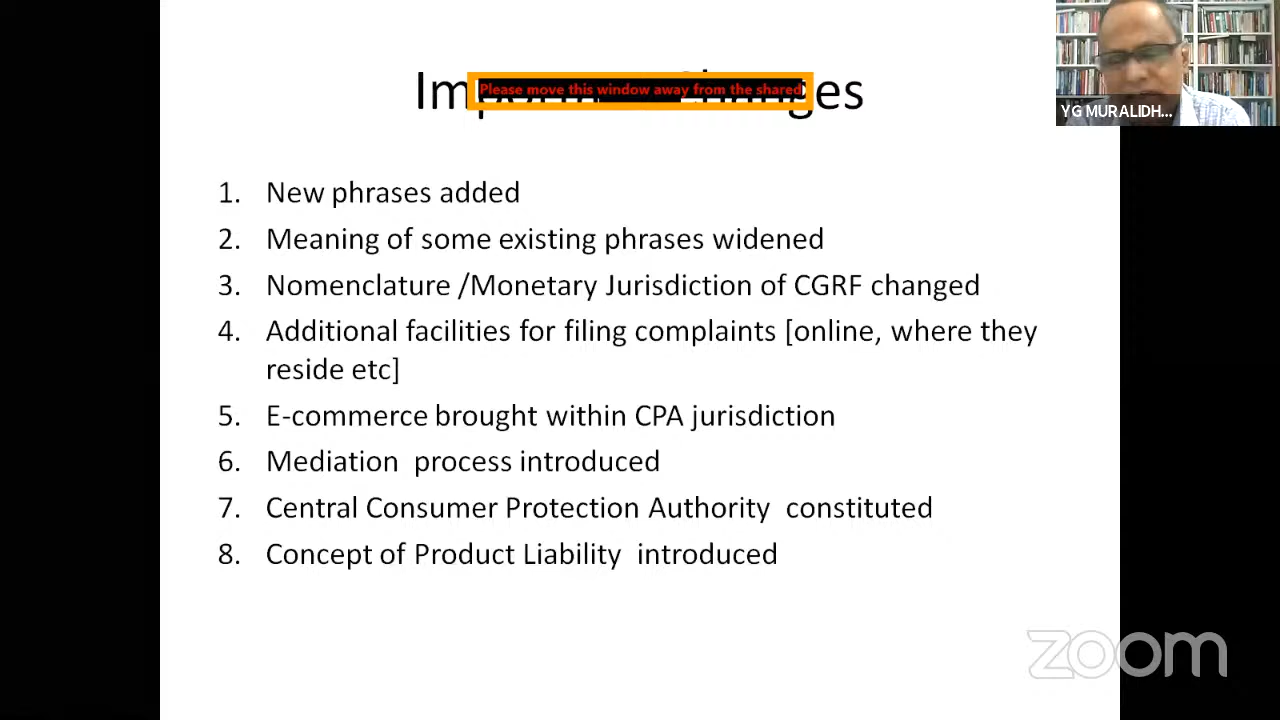 Please move this window away from the shared
YG MURALIDH...
1. New phrases added
2. Meaning of some existing phrases widened
3. Nomenclature /Monetary Jurisdiction of CGRF changed
4. Additional facilities for filing complaints [online, where they
reside etc]
5. E-commerce brought within CPA jurisdiction
6. Mediation process introduced
7. Central Consumer Protection Authority constituted
8. Concept of Product Liability introduced
zoom